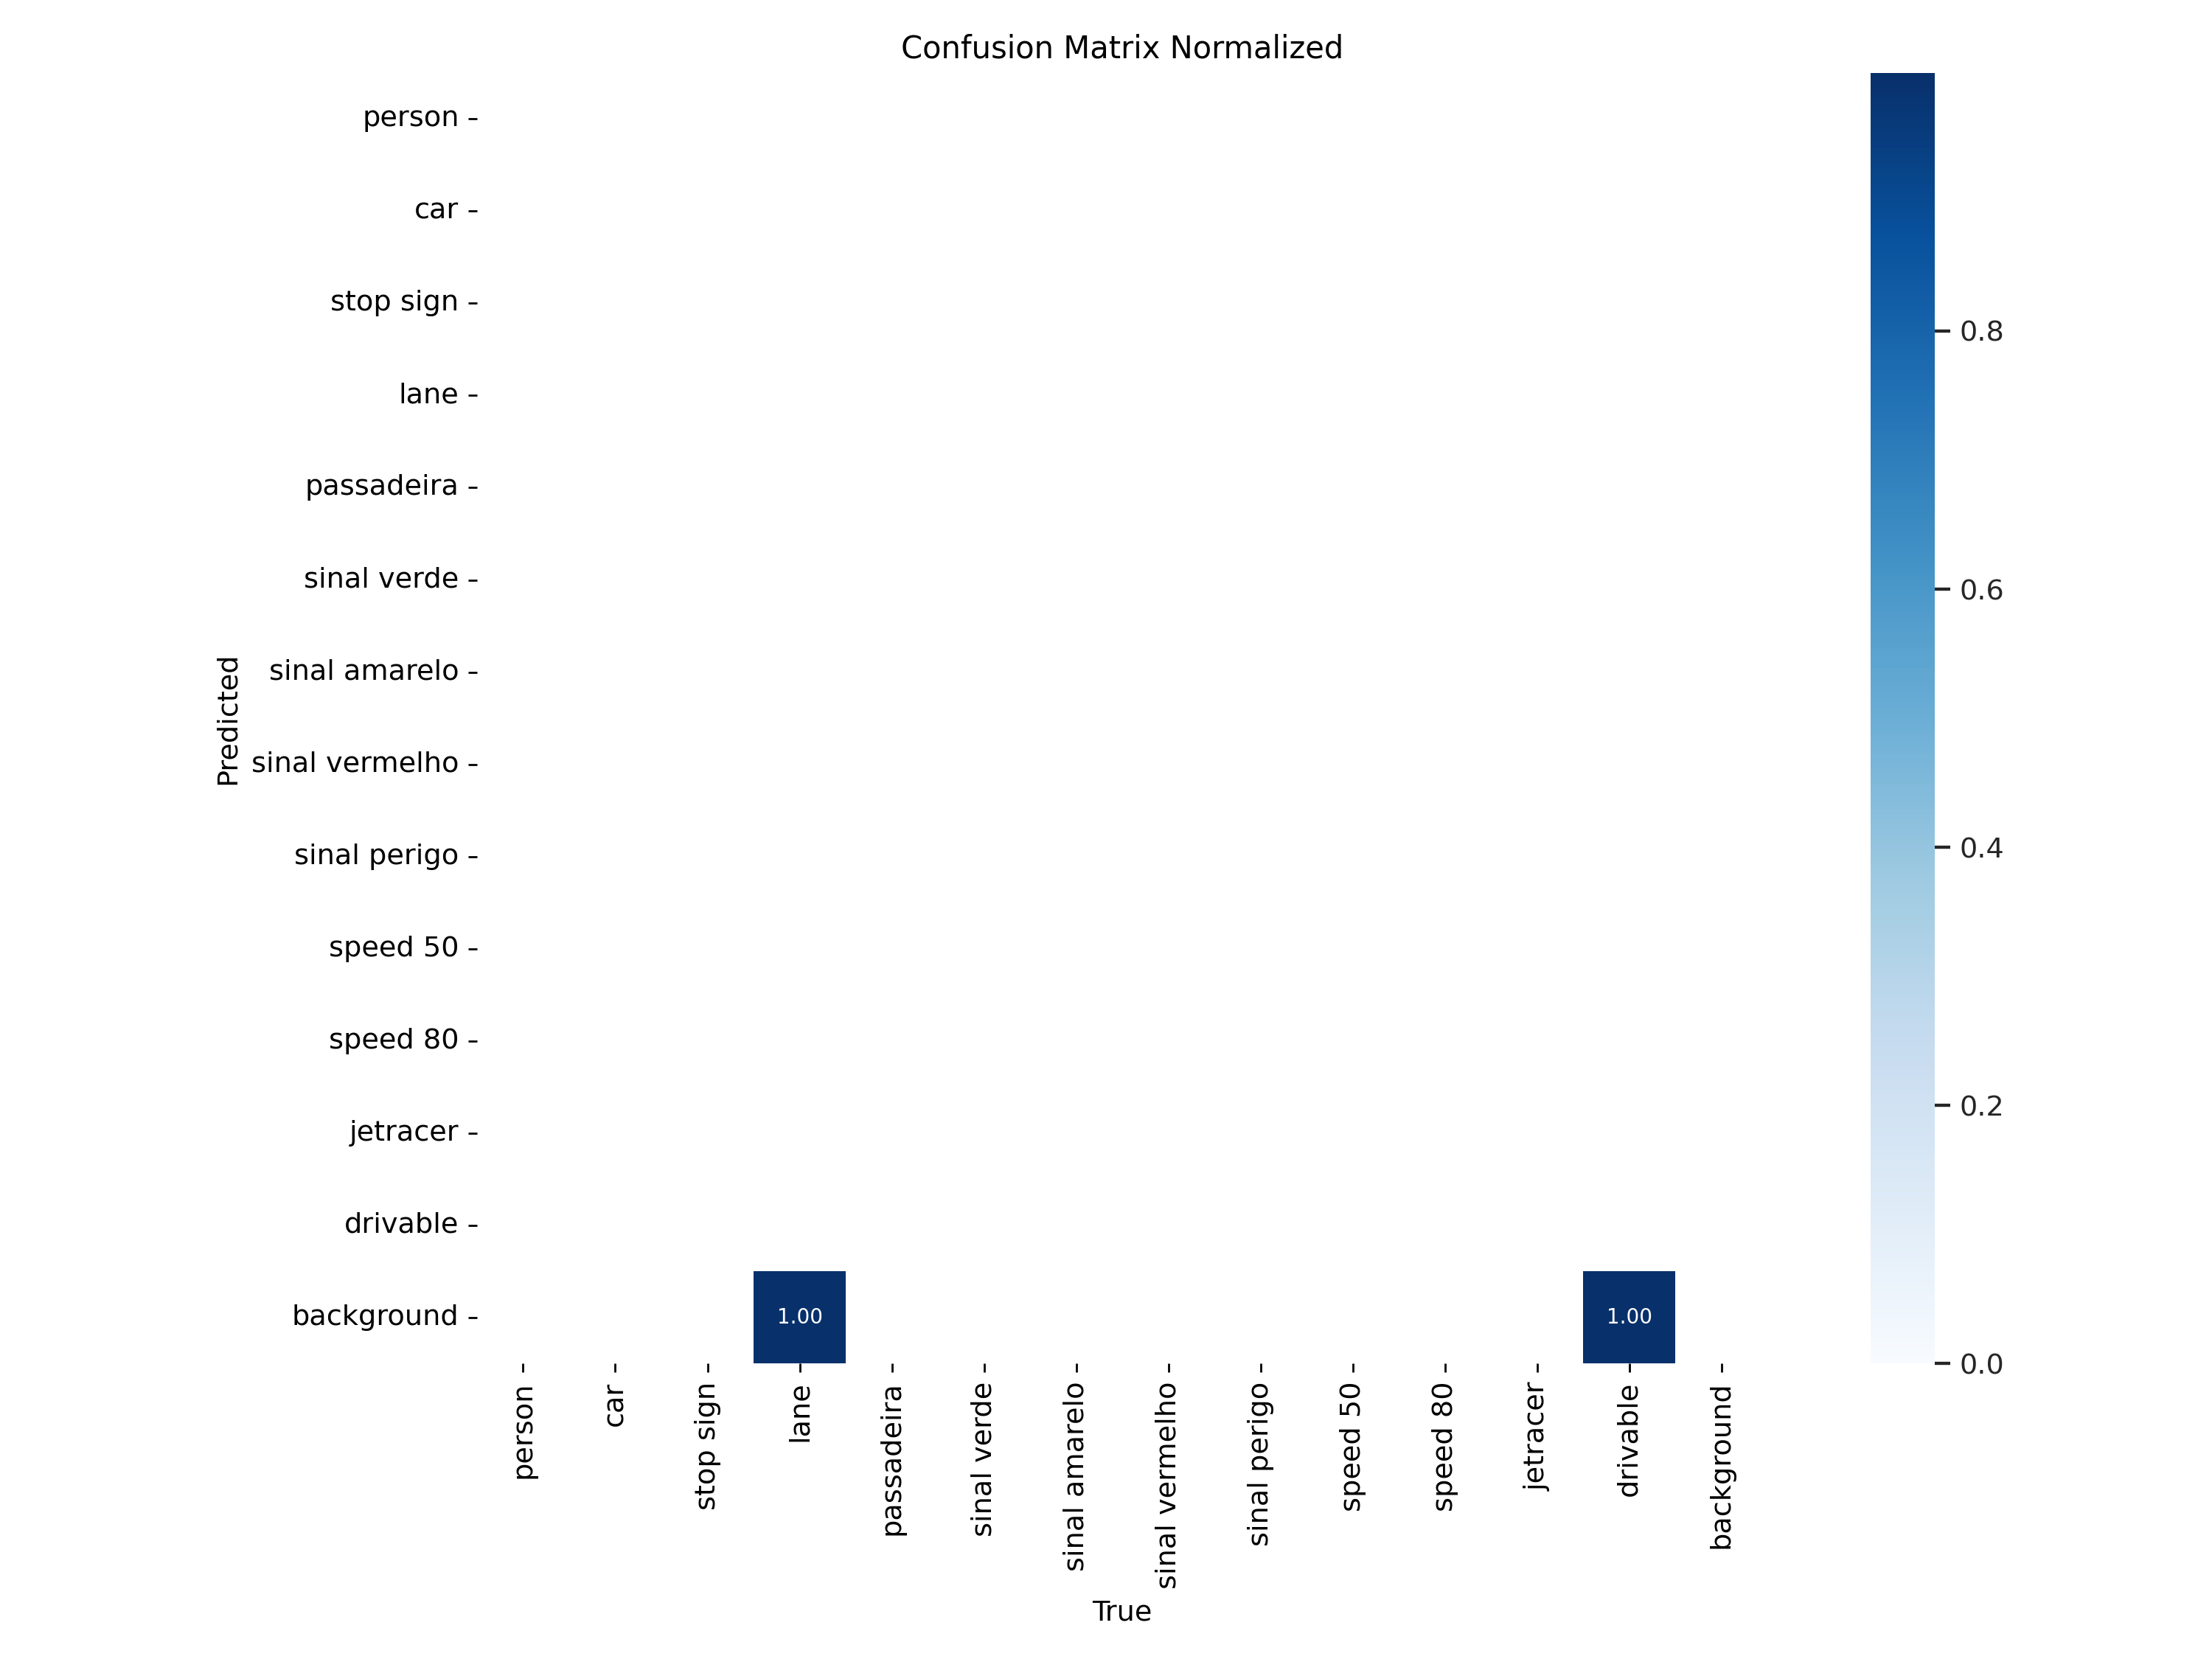 Confusion Matrix Normalized
person
car
stop sign
lane
passadeira
sinal verde
sinal amarelo
sinal vermelho
sinal perigo
speed 50
speed 80
jetracer
drivable
background
Predicted
1.00
1.00
person
car
stop sign
lane
passadeira
sinal verde
sinal amarelo
sinal vermelho
sinal perigo
speed 50
speed 80
jetracer
drivable
background
True
0.8
0.6
0.4
0.2
0.0